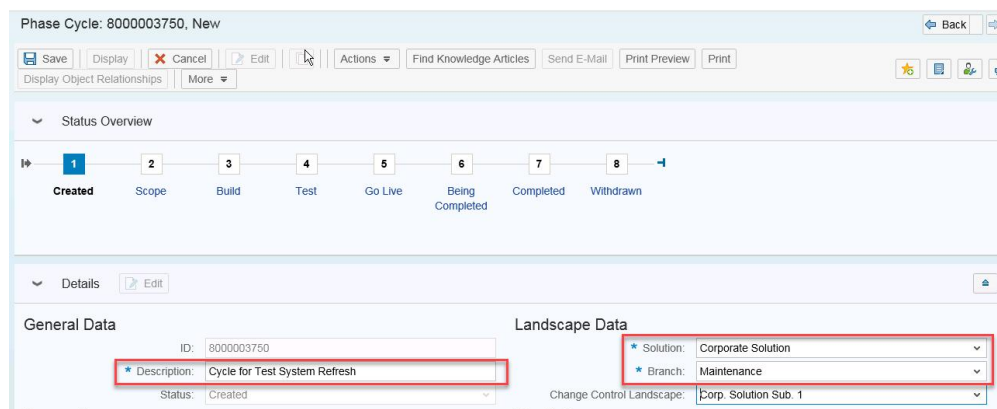 Phase Cycle: 8000003750, New
Back
Save Display Cancel Edit Actions Find Knowledge Articles Send E-Mail Print Preview Print
Display Object Relationships More
Status Overview
1 2 3 4 5 6 7 8
Created Scope Build Test Go Live Being Completed Completed Withdrawn
Details Edit
General Data
ID: 8000003750
* Description: Cycle for Test System Refresh
Status: Created
Landscape Data
* Solution: Corporate Solution
* Branch: Maintenance
Change Control Landscape: Corp. Solution Sub. 1